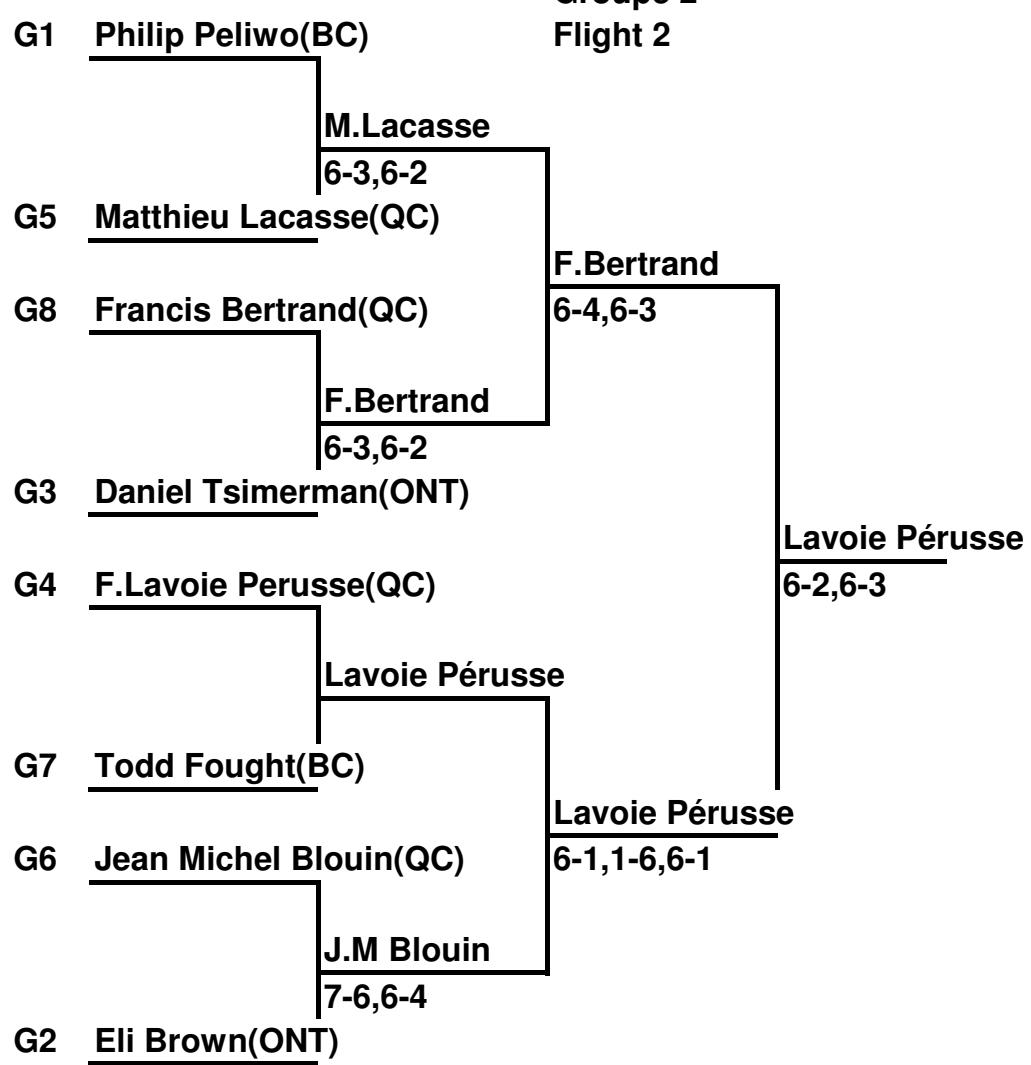 Groupe 2
G1 Philip Peliwo(BC) Flight 2
M.Lacasse
6-3,6-2
G5 Matthieu Lacasse(QC)
F.Bertrand
G8 Francis Bertrand(QC) 6-4,6-3
F.Bertrand
6-3,6-2
G3 Daniel Tsimerman(ONT)
Lavoie Pérusse
G4 F.Lavoie Perusse(QC) 6-2,6-3
Lavoie Pérusse
G7 Todd Fought(BC)
Lavoie Pérusse
G6 Jean Michel Blouin(QC) 6-1,1-6,6-1
J.M Blouin
7-6,6-4
G2 Eli Brown(ONT)